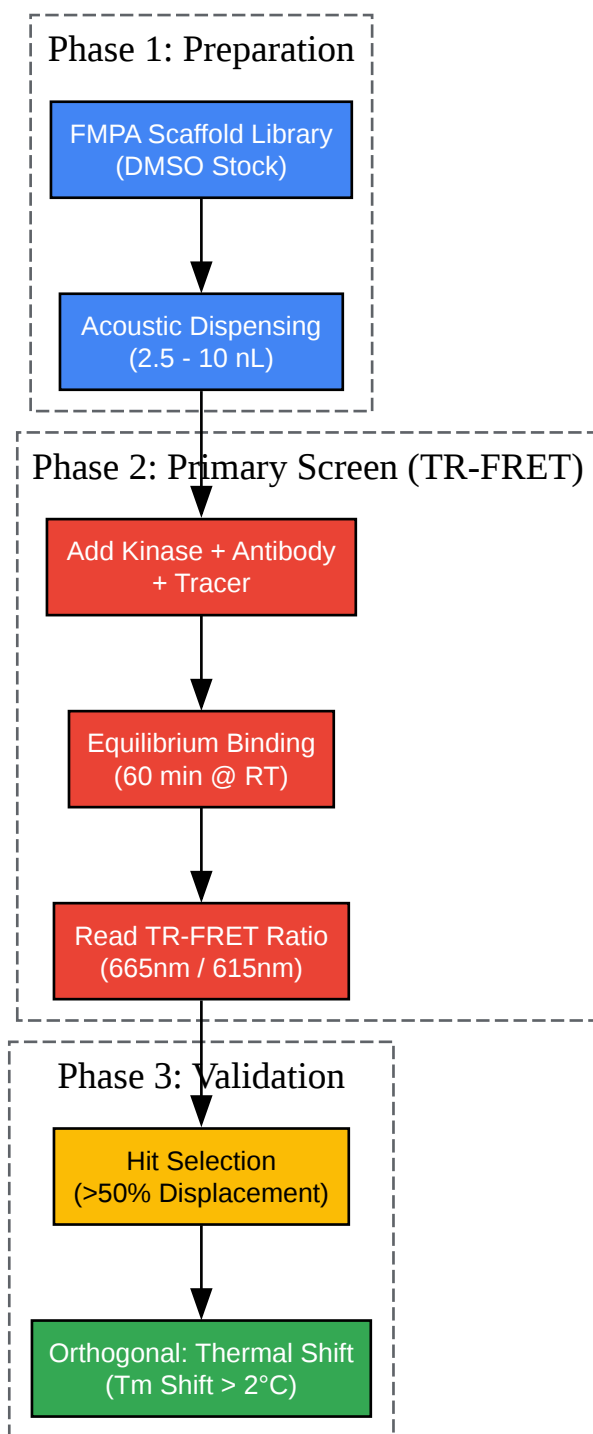 Phase 1: Preparation
FMPA Scaffold Library
(DMSO Stock)
Acoustic Dispensing
(2.5 - 10 nL)
Phase 2: Primary Screen (TR-FRET)
Add Kinase + Antibody
+ Tracer
Equilibrium Binding
(60 min @ RT)
Read TR-FRET Ratio
(665nm / 615nm)
Phase 3: Validation
Hit Selection
(>50% Displacement)
Orthogonal: Thermal Shift
(Tm Shift > 2°C)